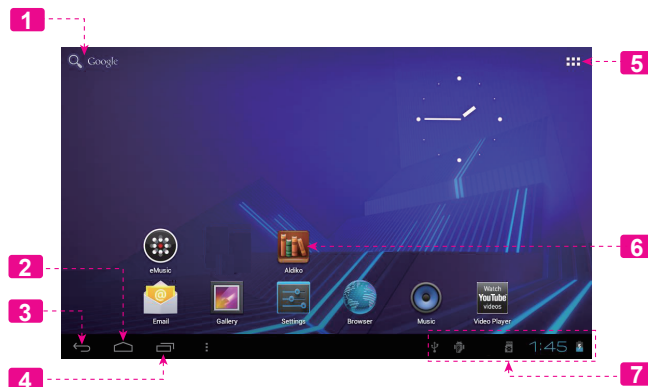 1
Google
5
eMusic
Aldiko
6
2
Watch
YouTube
videos
@
Email
Gallery
Settings
Browser
Music
Video Player
3
1:45
4
7